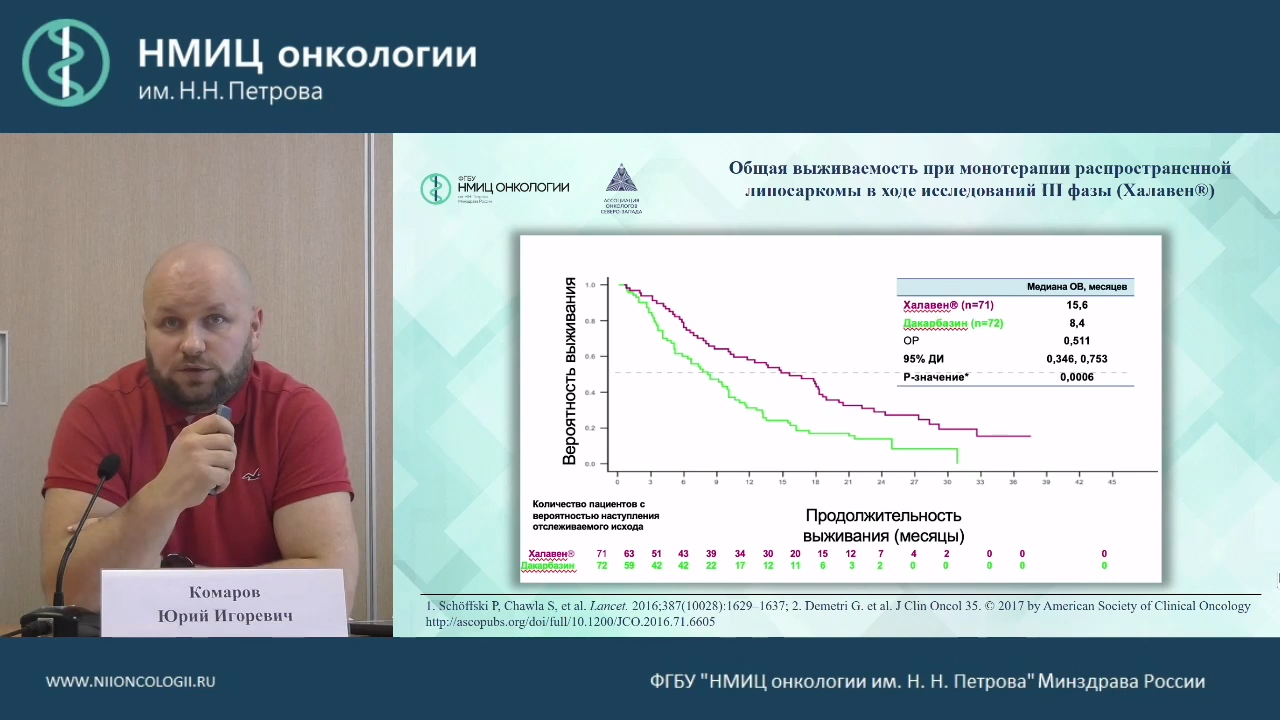 НМИЦ онкологии
им. Н.Н. Петрова
ФГБУ
НМИЦ ОНКОЛОГИИ
им. Н.Н. Петрова
Минздрава России
АССОЦИАЦИЯ
ОНКОЛОГОВ
СЕВЕРО-ЗАПАДА
Общая выживаемость при монотерапии распространенной
липосаркомы в ходе исследований III фазы (Халавен®)
Вероятность выживания
1.0
0.8
0.6
0.4
0.2
0.0
0 3 6 9 12 15 18 21 24 27 30 33 36 39 42 45
Медиана ОВ, месяцев
Халавен® (n=71) 15,6
Дакарбазин (n=72) 8,4
ОР 0,511
95% ДИ 0,346, 0,753
Р-значение* 0,0006
Количество пациентов с
вероятностью наступления
отслеживаемого исхода
Продолжительность
выживания (месяцы)
Халавен® 71 63 51 43 39 34 30 20 15 12 7 4 2 0 0 0
Дакарбазин 72 59 42 42 22 17 12 11 6 3 2 0 0 0 0 0
1. Schöffski P, Chawla S, et al. Lancet. 2016;387(10028):1629–1637; 2. Demetri G. et al. J Clin Oncol 35. © 2017 by American Society of Clinical Oncology
http://ascopubs.org/doi/full/10.1200/JCO.2016.71.6605
Комаров
Юрий Игоревич
WWW.NIIONCOLOGII.RU
ФГБУ "НМИЦ онкологии им. Н. Н. Петрова" Минздрава России